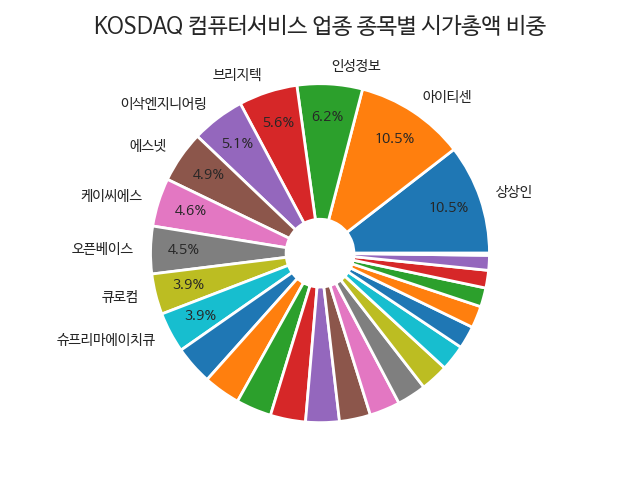 KOSDAQ 컴퓨터서비스 업종 종목별 시가총액 비중
상상인
10.5%
아이티센
10.5%
인성정보
6.2%
브리지텍
5.6%
이삭엔지니어링
5.1%
에스넷
4.9%
케이씨에스
4.6%
오픈베이스
4.5%
큐로컴
3.9%
슈프리마에이치큐
3.9%